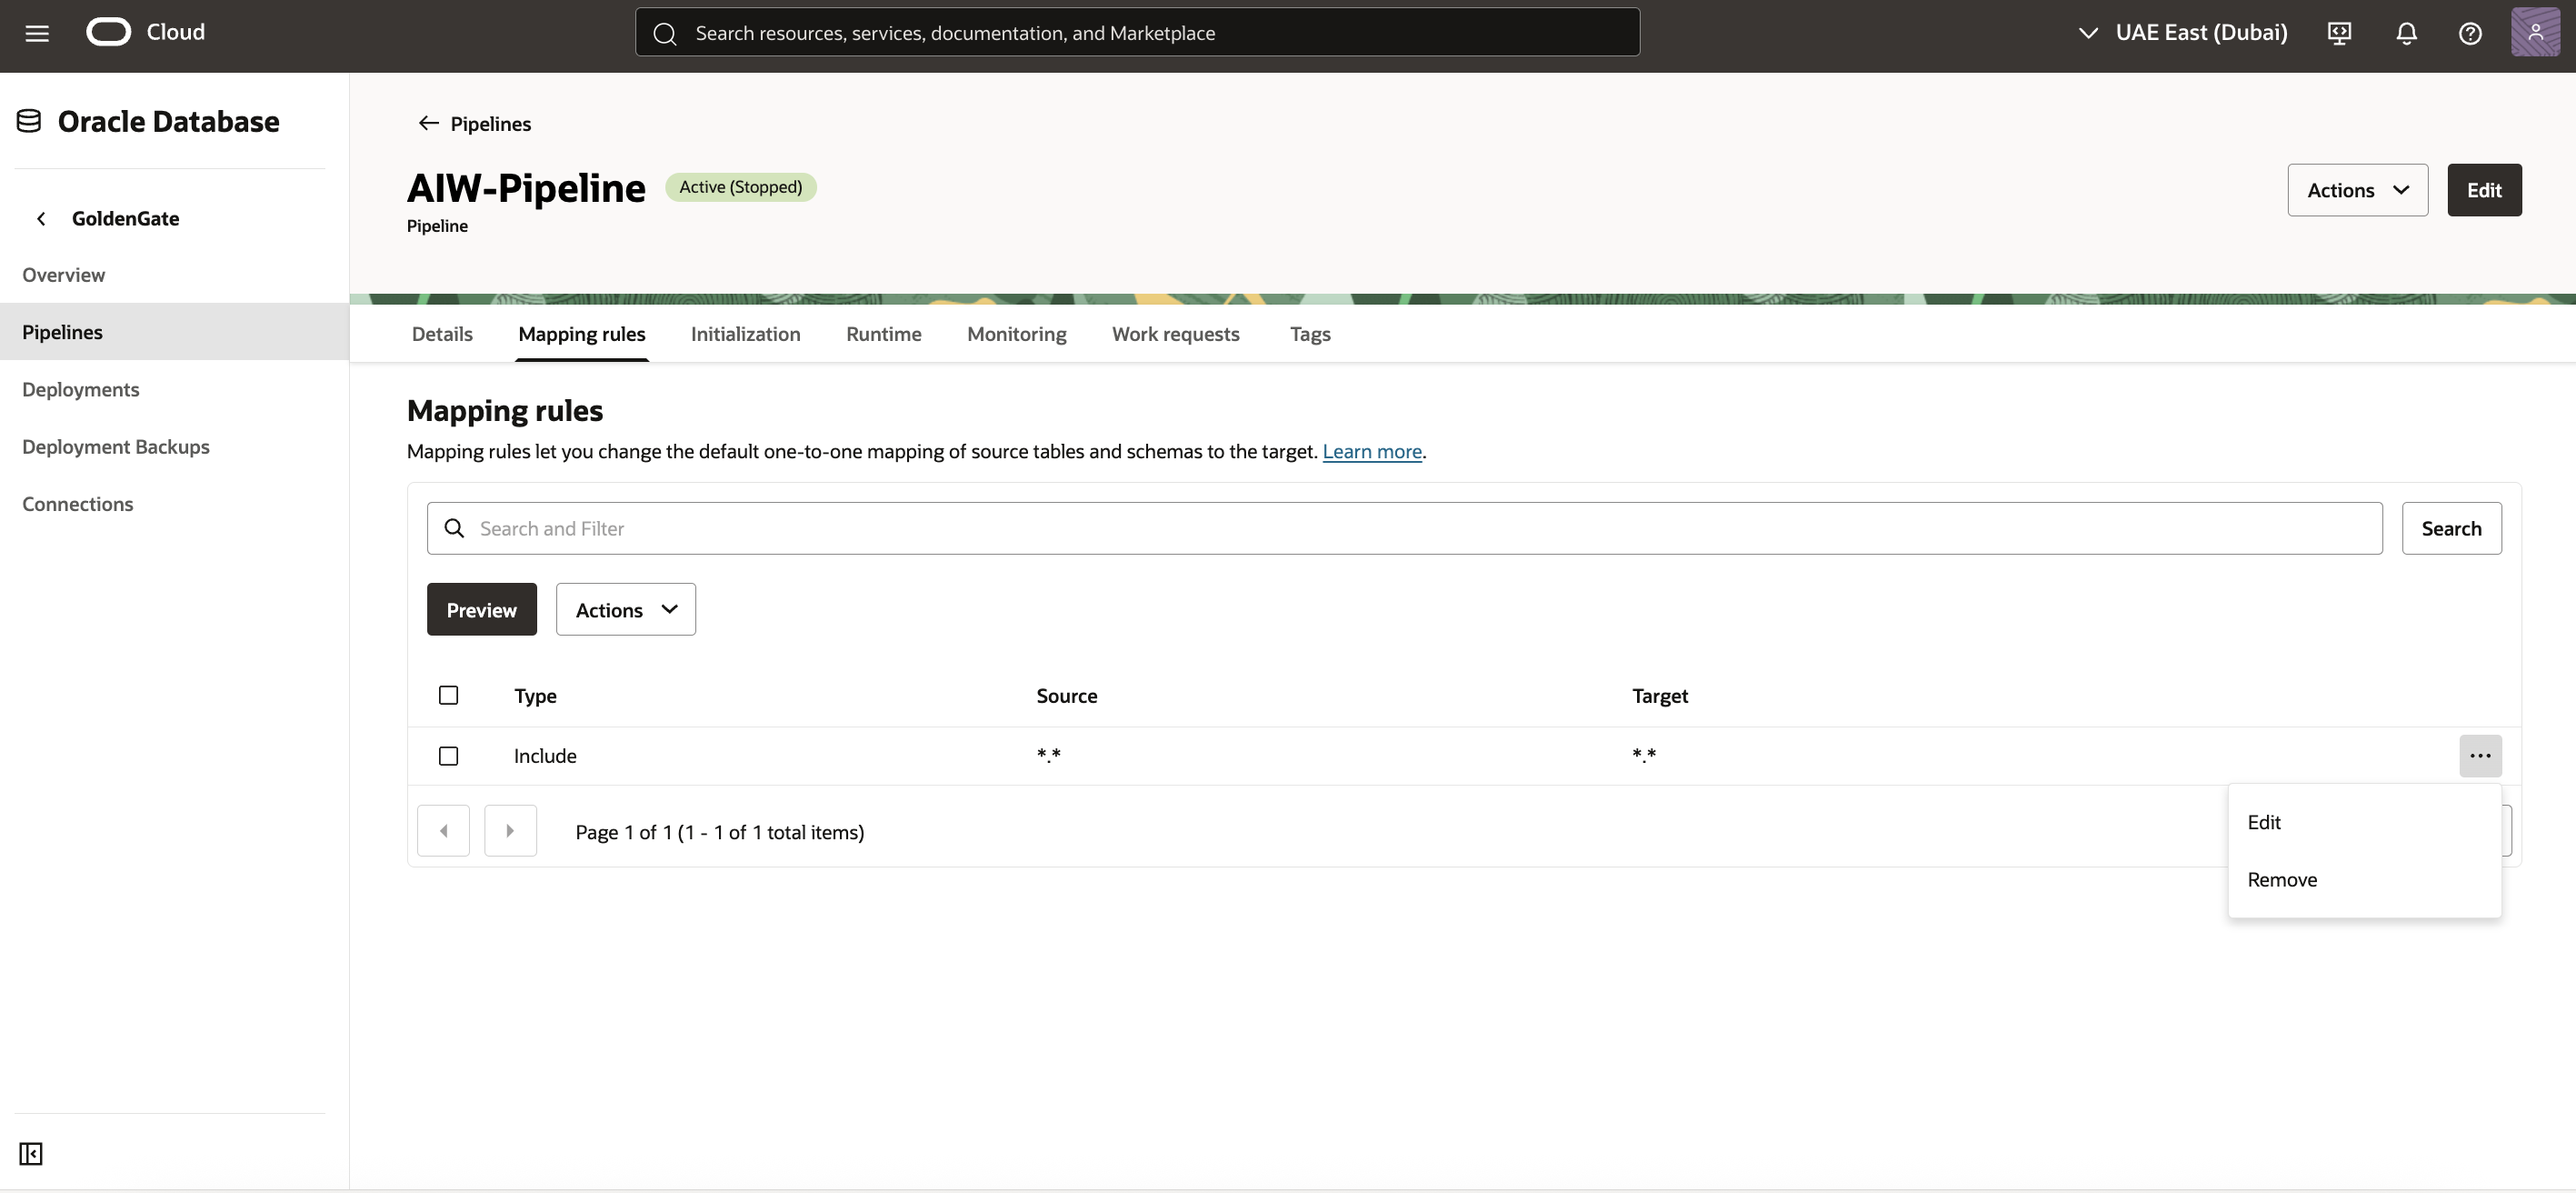 Cloud
Search resources, services, documentation, and Marketplace
UAE East (Dubai)
Oracle Database
GoldenGate
Overview
Pipelines
Deployments
Deployment Backups
Connections
Pipelines
AIW-Pipeline
Active (Stopped)
Pipeline
Actions
Edit
Details
Mapping rules
Initialization
Runtime
Monitoring
Work requests
Tags
Mapping rules
Mapping rules let you change the default one-to-one mapping of source tables and schemas to the target. Learn more.
Search and Filter
Search
Preview
Actions
Type Source Target
Include *.* *.*
Page 1 of 1 (1 - 1 of 1 total items)
Edit
Remove